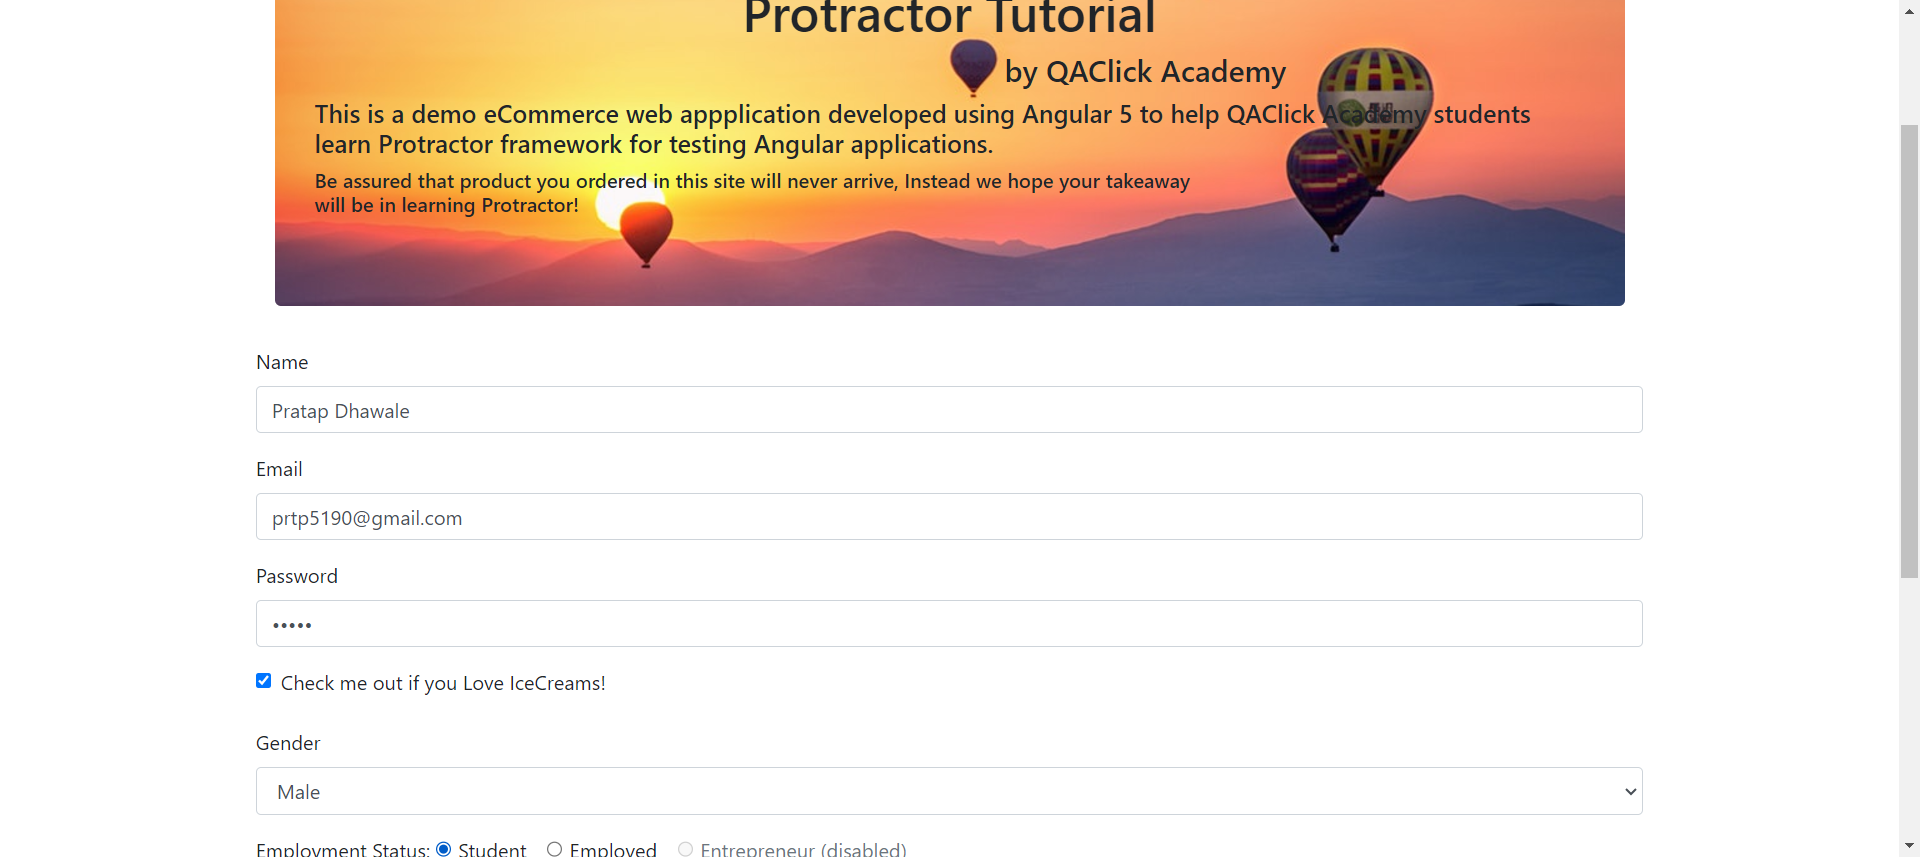 Protractor Tutorial
by QAClick Academy
This is a demo eCommerce web appplication developed using Angular 5 to help QAClick Academy students
learn Protractor framework for testing Angular applications.
Be assured that product you ordered in this site will never arrive, Instead we hope your takeaway
will be in learning Protractor!
Name
Pratap Dhawale
Email
prtp5190@gmail.com
Password
•••••
Check me out if you Love IceCreams!
Gender
Male
Employment Status: Student Employed Entrepreneur (disabled)